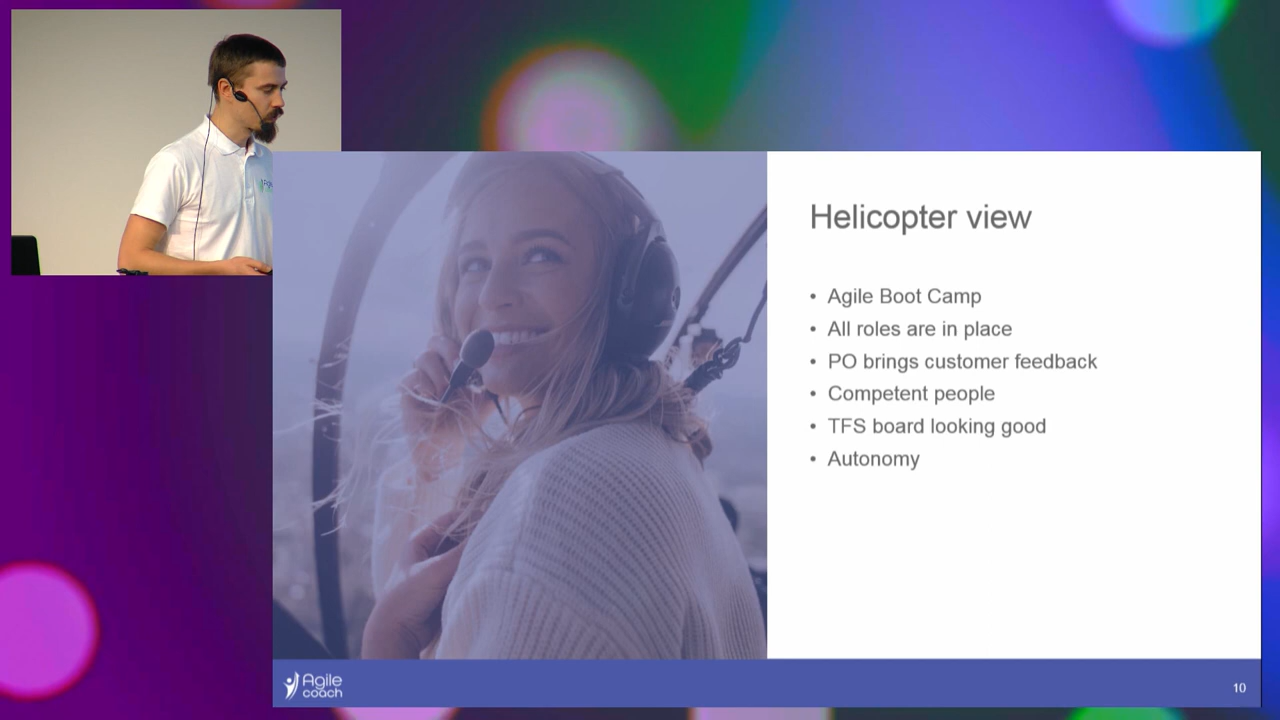 Helicopter view
• Agile Boot Camp
• All roles are in place
• PO brings customer feedback
• Competent people
• TFS board looking good
• Autonomy
Agile
coach
10